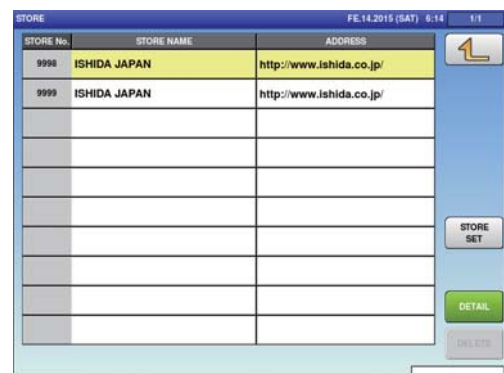 STORE FE.14.2015 (SAT) 6:14 1/1
STORE No. STORE NAME ADDRESS
9998 ISHIDA JAPAN http://www.ishida.co.jp/
9999 ISHIDA JAPAN http://www.ishida.co.jp/
STORE
SET
DETAIL
DELETE